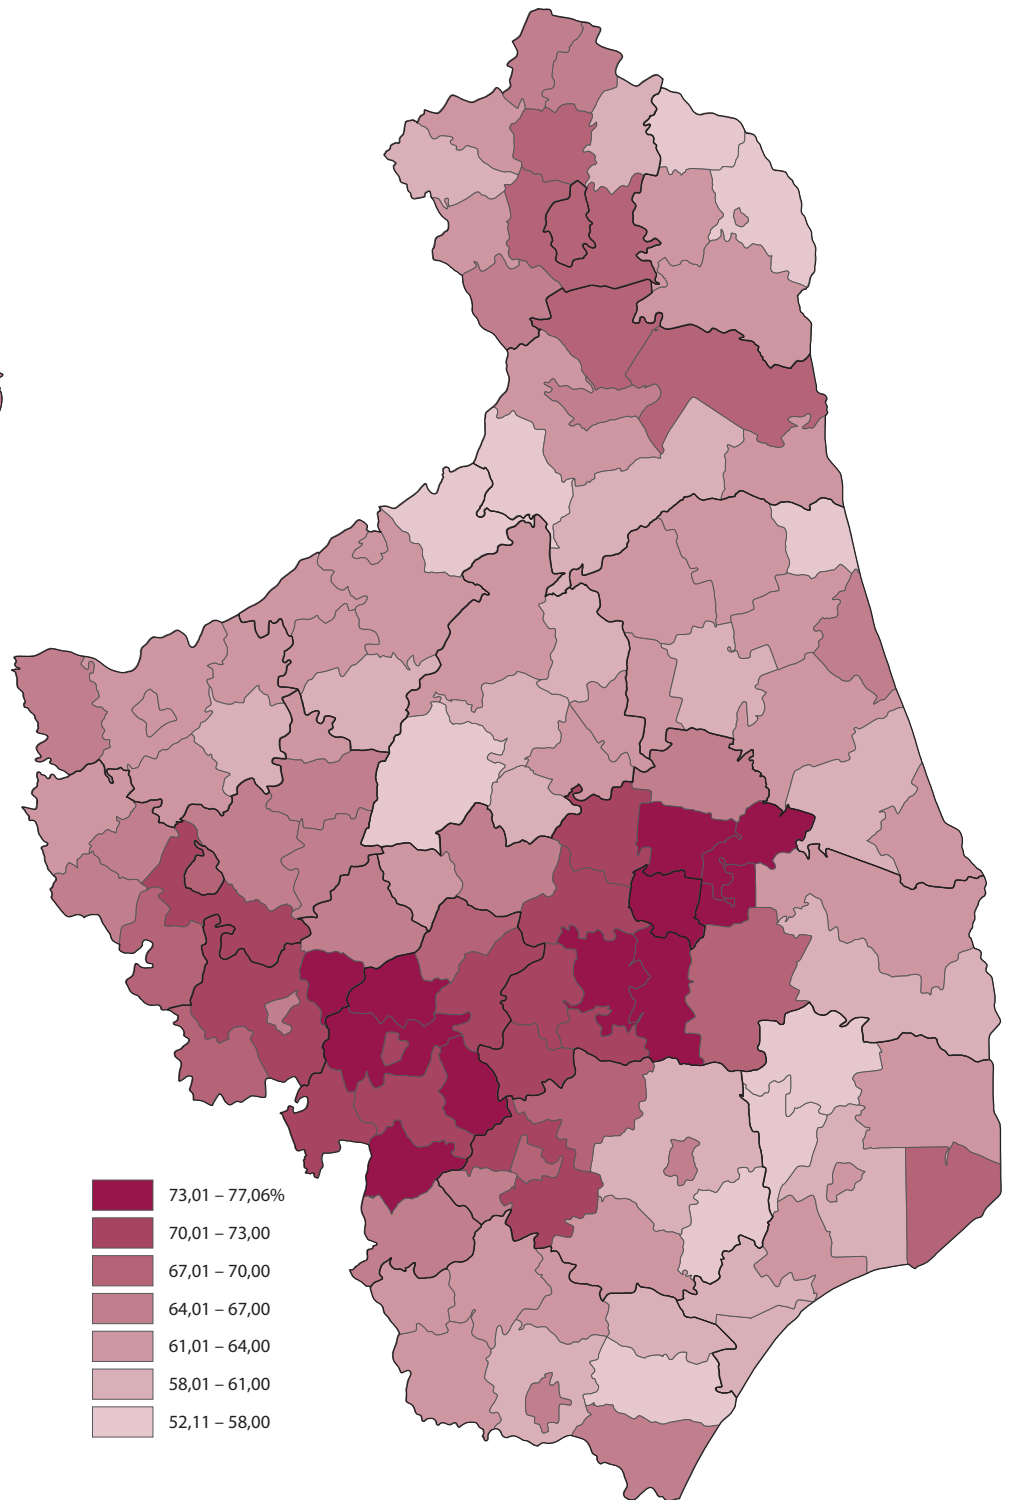 73,01 – 77,06%
70,01 – 73,00
67,01 – 70,00
64,01 – 67,00
61,01 – 64,00
58,01 – 61,00
52,11 – 58,00